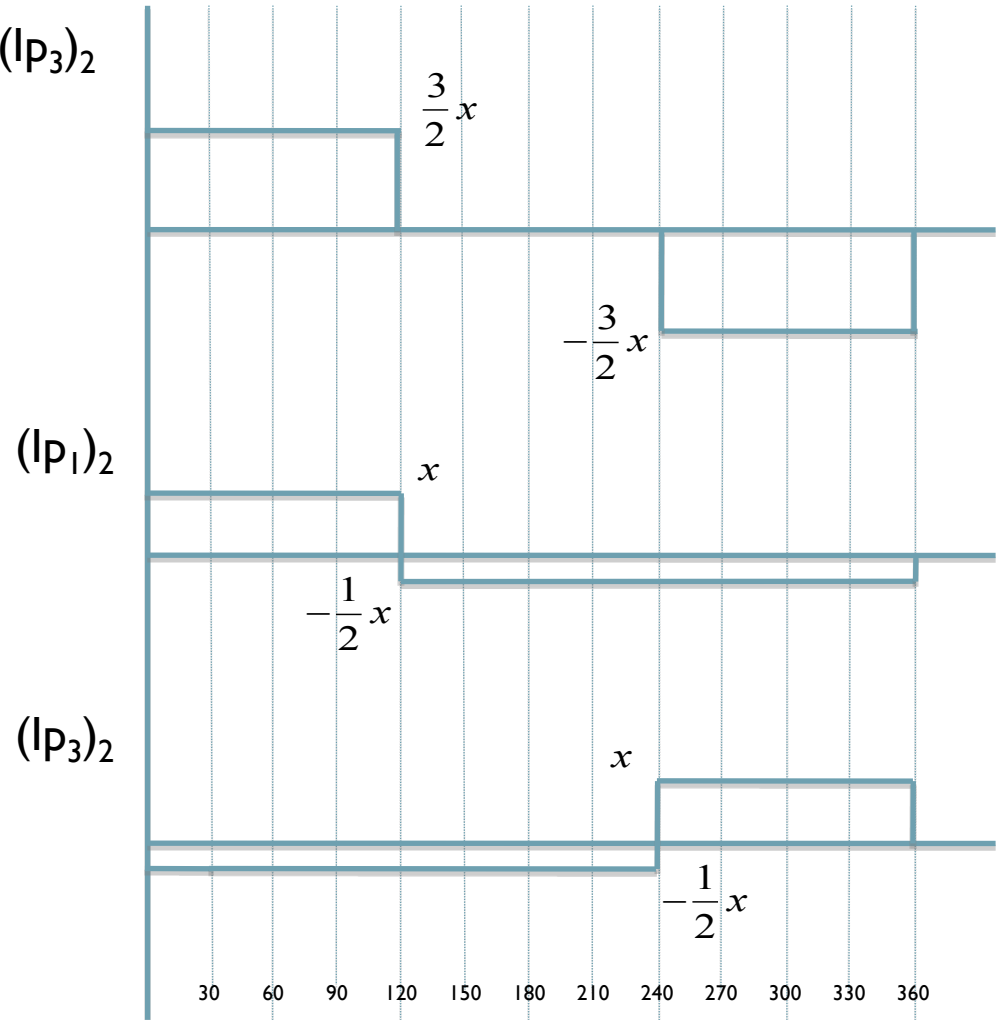 (Ip₃)₂
3/2 x
−3/2 x
(Ip₁)₂
x
−1/2 x
(Ip₃)₂
x
−1/2 x
30 60 90 120 150 180 210 240 270 300 330 360